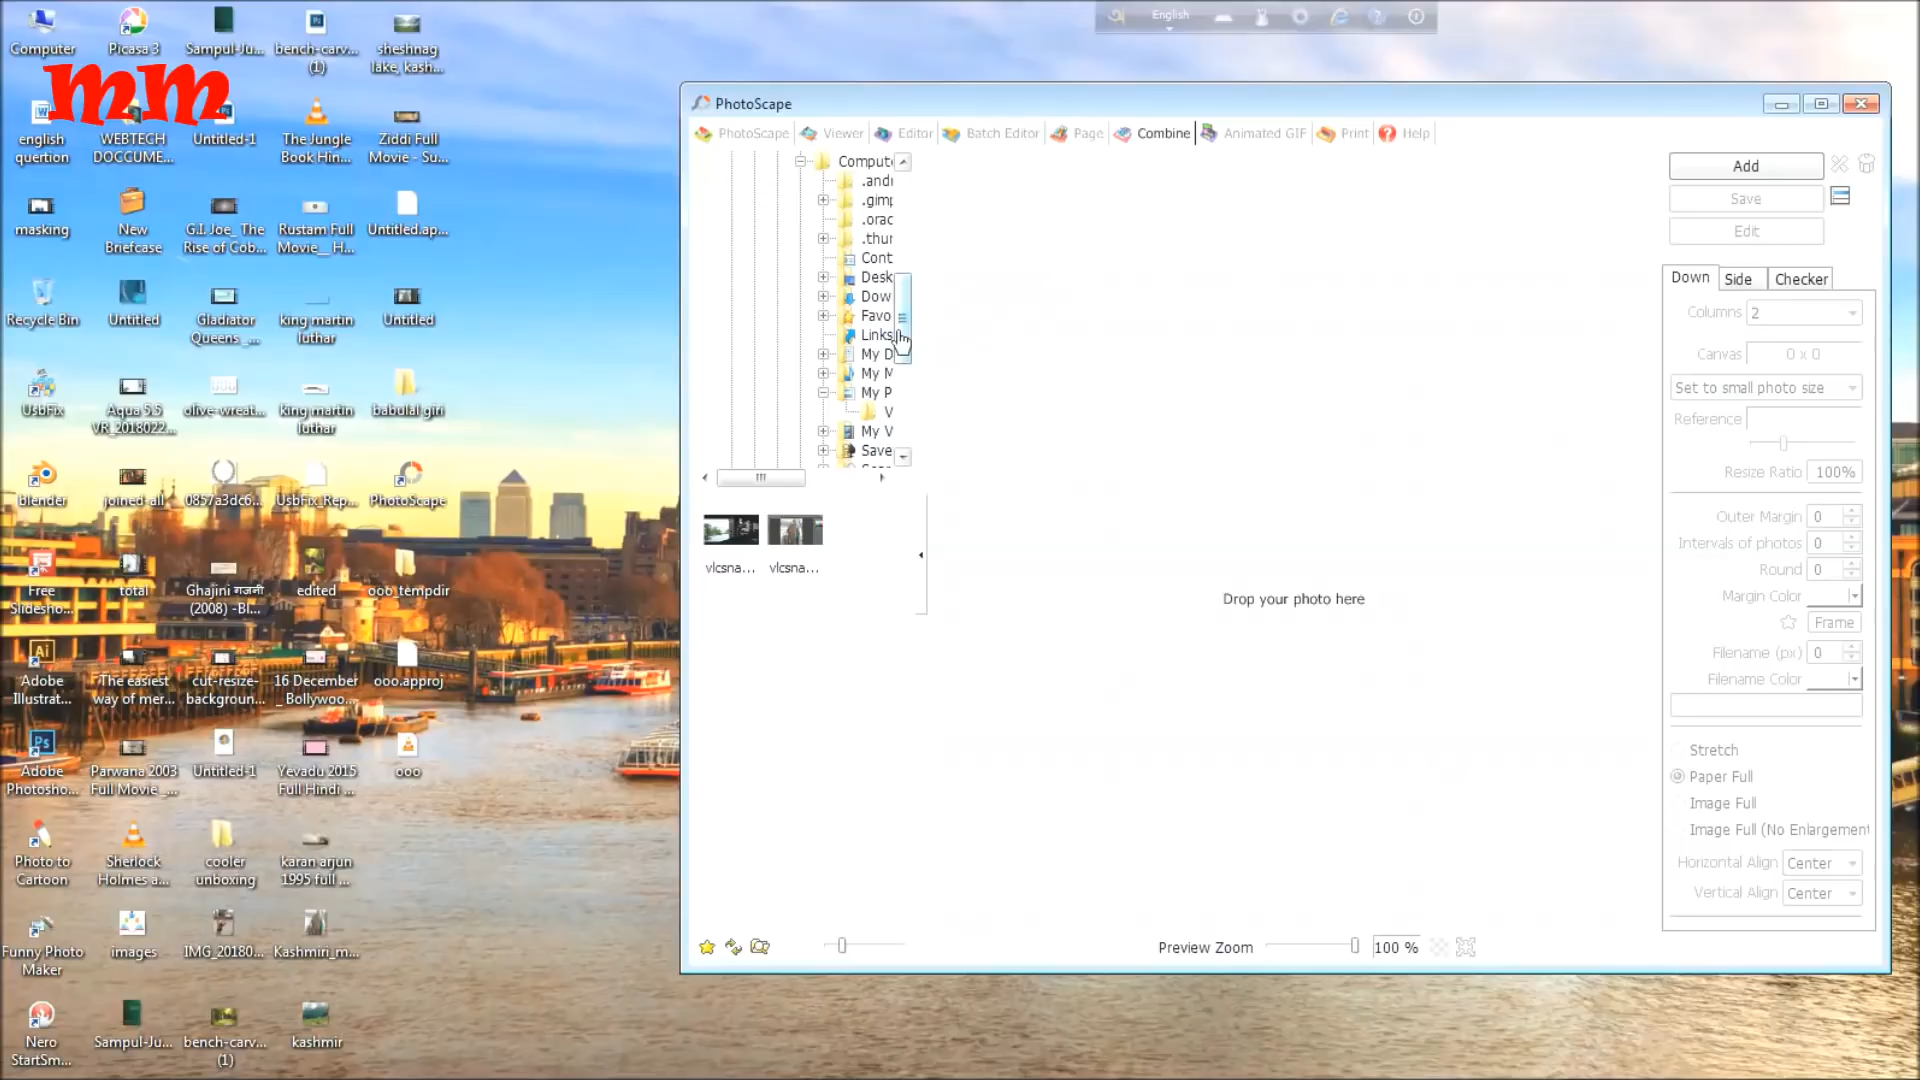 Computer
Picasa 3
Sampul-Ju...
bench-carv...
(1)
sheshnag
lake, kash...
mm
english
quertion
WEBTECH
DOCCUME...
Untitled-1
The Jungle
Book Hin...
Ziddi Full
Movie - Su...
masking
New
Briefcase
G.I. Joe_ The
Rise of Cob...
Rustam Full
Movie__ H...
Untitled.ap...
Recycle Bin
Untitled
Gladiator
Queens_...
king martin
luthar
Untitled
UsbFix
Aqua 5.5
VR_2018022...
olive-wreat...
king martin
luthar
babulal giri
blender
joined-all
0857a3dc6...
UsbFix_Rep...
PhotoScape
Free
Slidesho...
total
Ghajini गजनी
(2008) -Bl...
edited
ooo_tempdir
Adobe
Illustrat...
The easiest
way of mer...
cut-resize-
backgroun...
16 December
_ Bollywoo...
ooo.approj
Adobe
Photosho...
Parwana 2003
Full Movie _...
Untitled-1
Yevadu 2015
Full Hindi ...
ooo
Photo to
Cartoon
Sherlock
Holmes a...
cooler
unboxing
karan arjun
1995 full ...
Funny Photo
Maker
images
IMG_20180...
Kashmiri_m...
Nero
StartSm...
Sampul-Ju...
bench-carv...
(1)
kashmir
English
PhotoScape
PhotoScape
Viewer
Editor
Batch Editor
Page
Combine
Animated GIF
Print
Help
Comput
.andr
.gimp
.orac
.thur
Cont
Desk
Dow
Favo
Links
My D
My M
My P
V
My V
Save
vlcsna...
vlcsna...
Drop your photo here
Preview Zoom
100 %
Add
Save
Edit
Down
Side
Checker
Columns 2
Canvas 0 x 0
Set to small photo size
Reference
Resize Ratio 100%
Outer Margin 0
Intervals of photos 0
Round 0
Margin Color
Frame
Filename (px) 0
Filename Color
Stretch
Paper Full
Image Full
Image Full (No Enlargement
Horizontal Align Center
Vertical Align Center